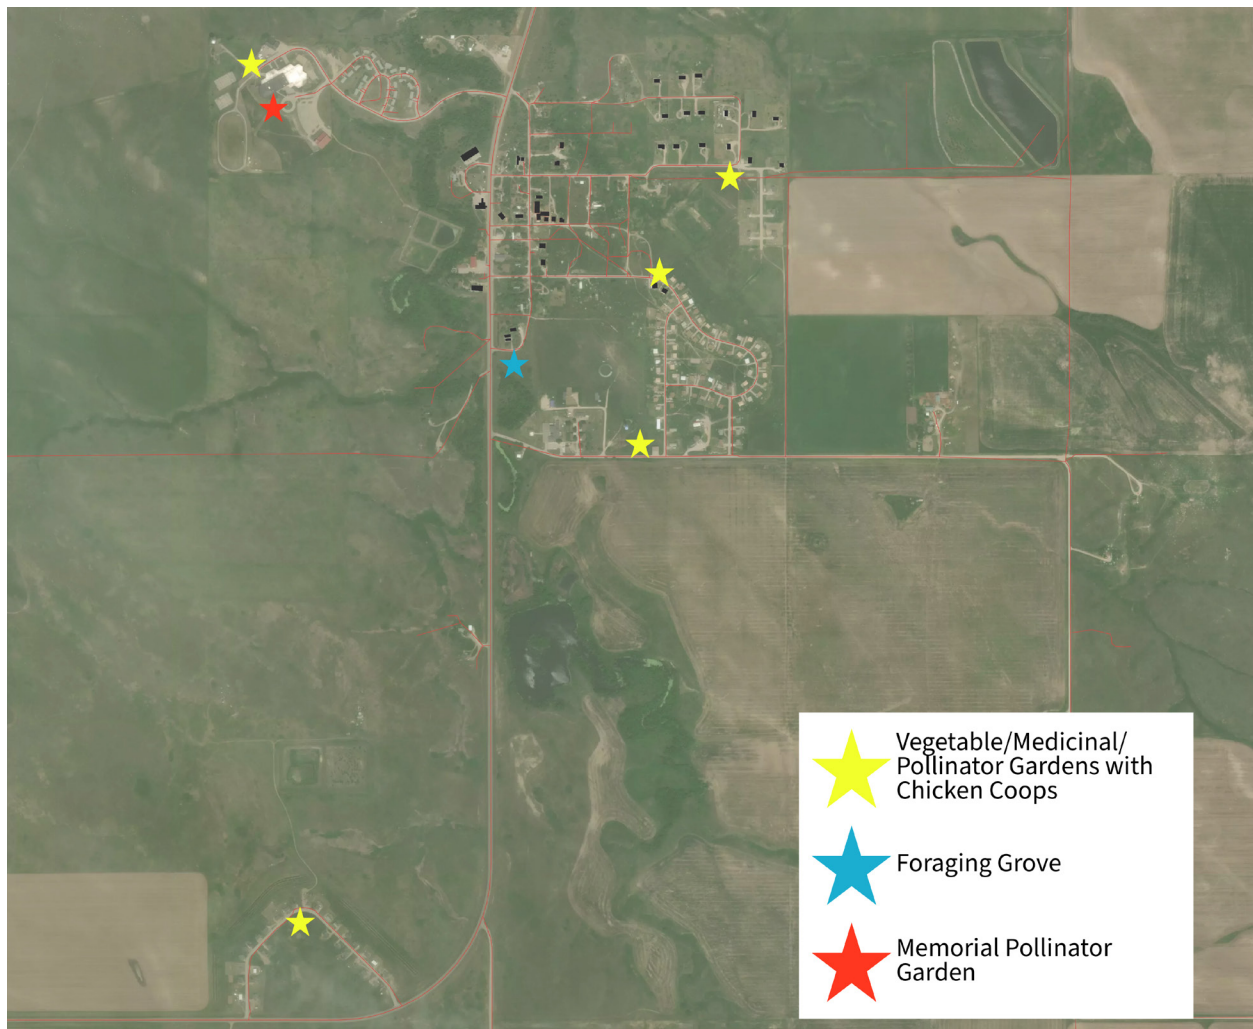 Vegetable/Medicinal/
Pollinator Gardens with
Chicken Coops
Foraging Grove
Memorial Pollinator
Garden